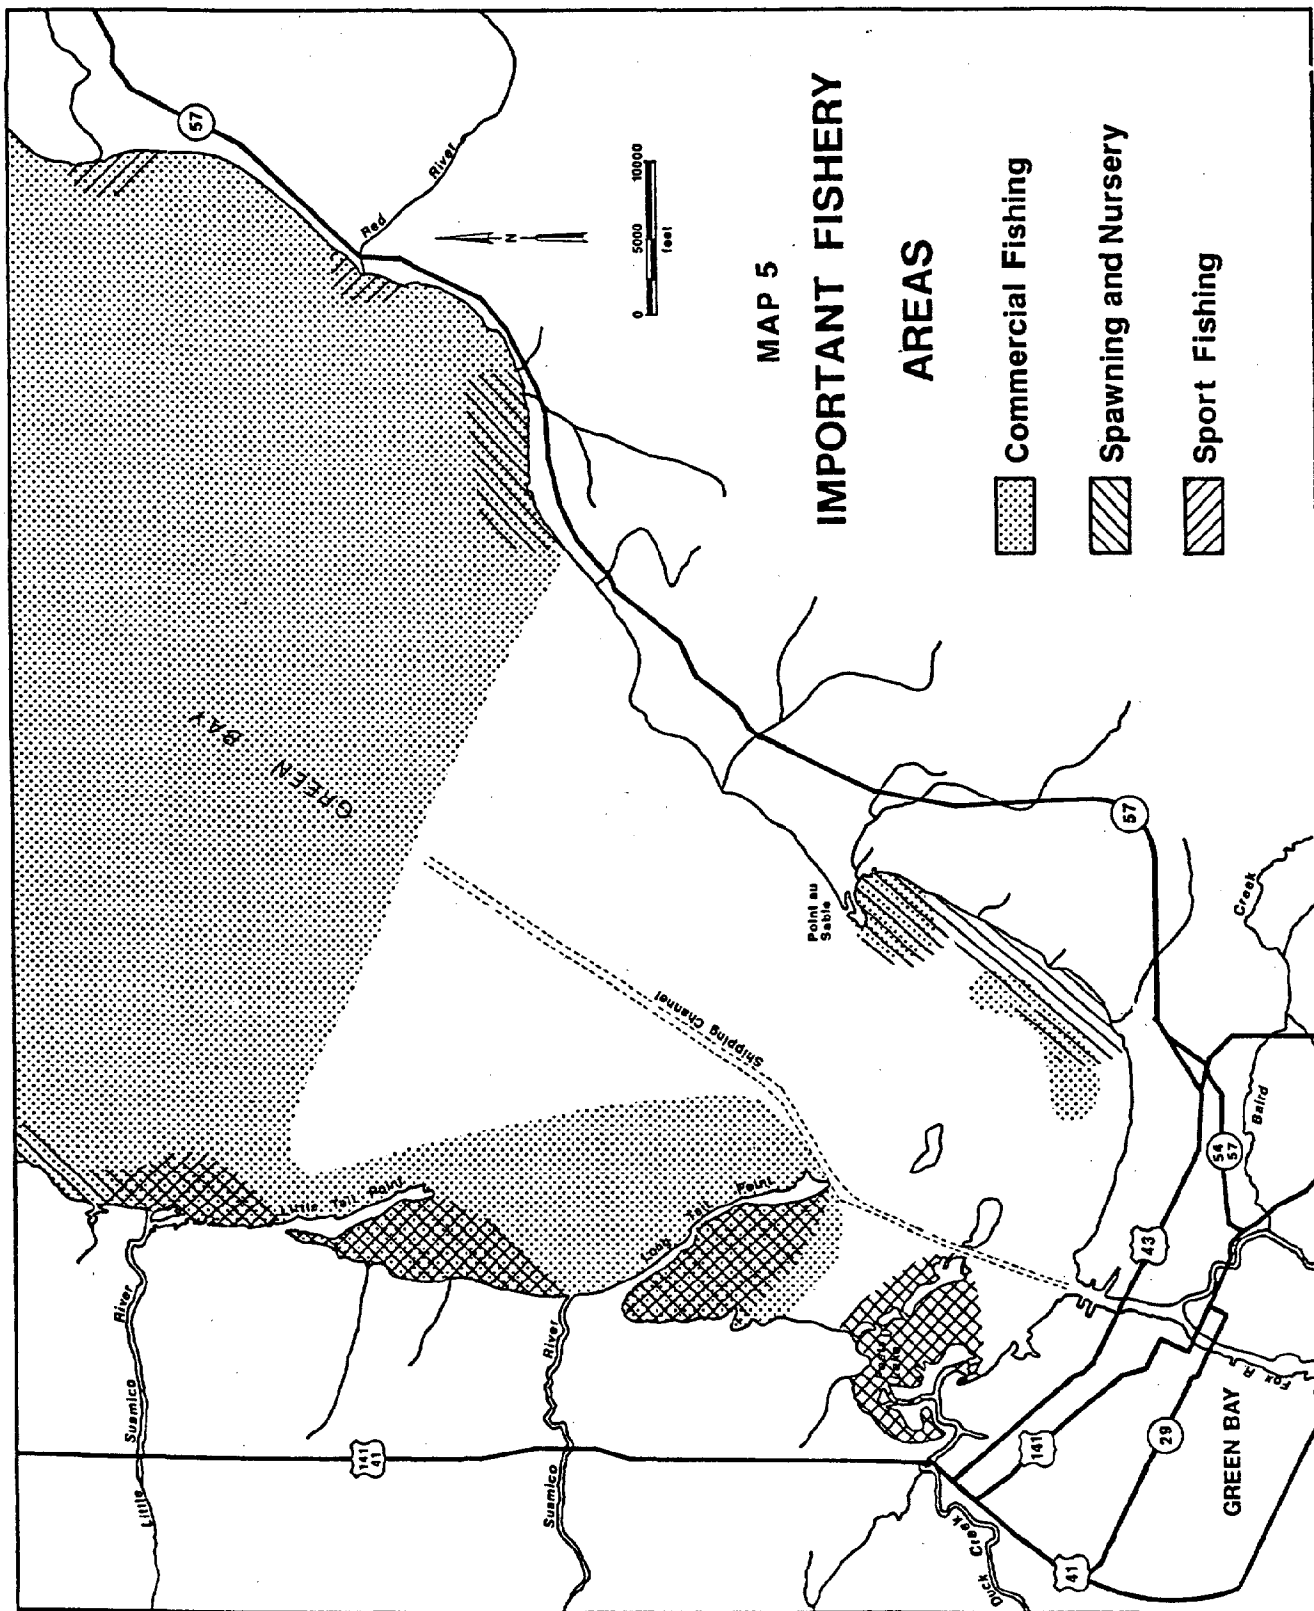 MAP 5
IMPORTANT FISHERY
AREAS
Commercial Fishing
Spawning and Nursery
Sport Fishing
0 5000 10000
feet
N
GREEN BAY
Shipping Channel
Point au
Sable
Red River
57
57
54
57
43
141
29
41
141
41
Little Suamico River
Suamico River
Little Tail Point
Long Tail Point
Duck Creek
Fox R
Baird Creek
GREEN BAY